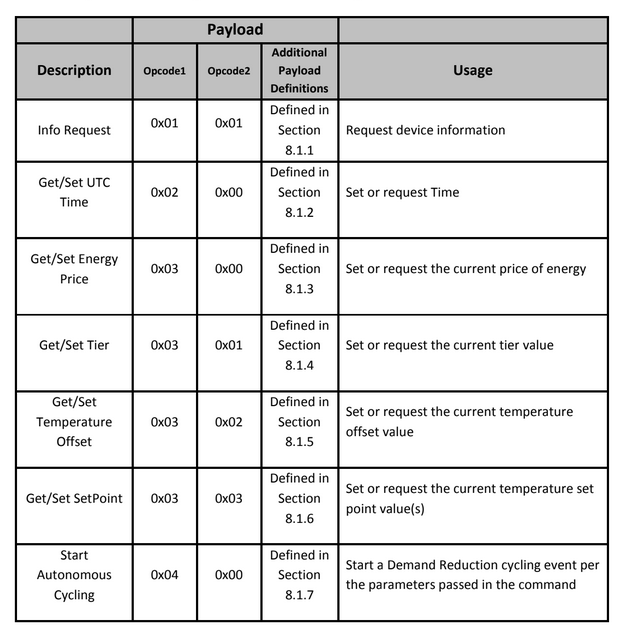 Payload
Description
Opcode1
Opcode2
Additional
Payload
Definitions
Usage
Info Request
0x01
0x01
Defined in
Section
8.1.1
Request device information
Get/Set UTC
Time
0x02
0x00
Defined in
Section
8.1.2
Set or request Time
Get/Set Energy
Price
0x03
0x00
Defined in
Section
8.1.3
Set or request the current price of energy
Get/Set Tier
0x03
0x01
Defined in
Section
8.1.4
Set or request the current tier value
Get/Set
Temperature
Offset
0x03
0x02
Defined in
Section
8.1.5
Set or request the current temperature
offset value
Get/Set SetPoint
0x03
0x03
Defined in
Section
8.1.6
Set or request the current temperature set
point value(s)
Start
Autonomous
Cycling
0x04
0x00
Defined in
Section
8.1.7
Start a Demand Reduction cycling event per
the parameters passed in the command